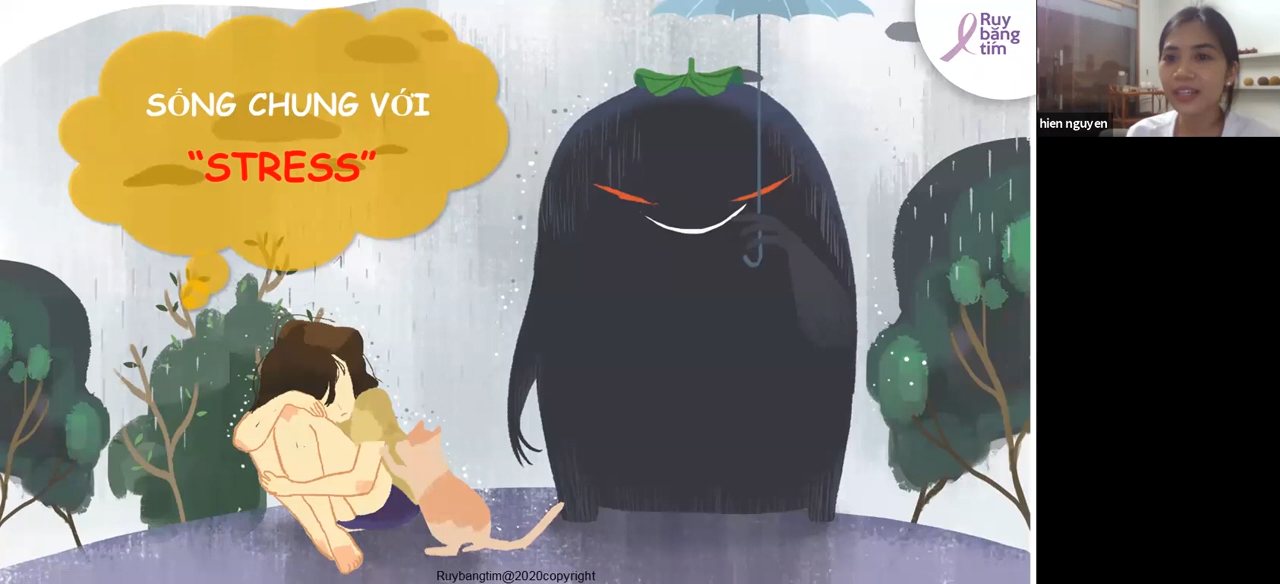 SỐNG CHUNG VỚI
“STRESS”
Ruy
băng
tím
hien nguyen
Ruybangtim@2020copyright